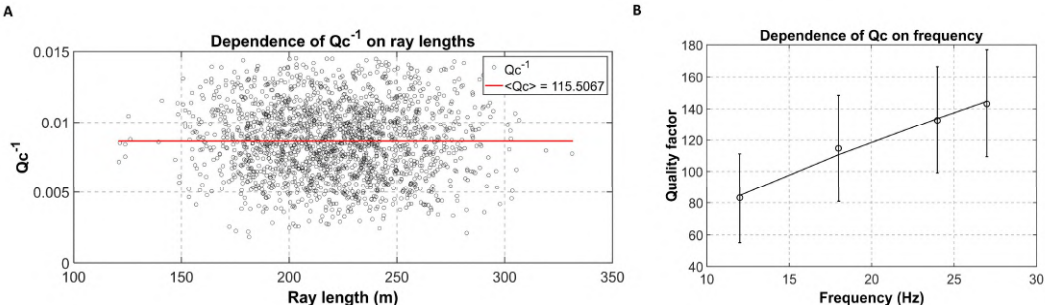 A
Dependence of Qc⁻¹ on ray lengths
0.015
0.01
0.005
0
Qc⁻¹
Qc⁻¹
<Qc> = 115.5067
100 150 200 250 300 350
Ray length (m)
B
Dependence of Qc on frequency
180
160
140
120
100
80
60
40
Quality factor
10 15 20 25 30
Frequency (Hz)